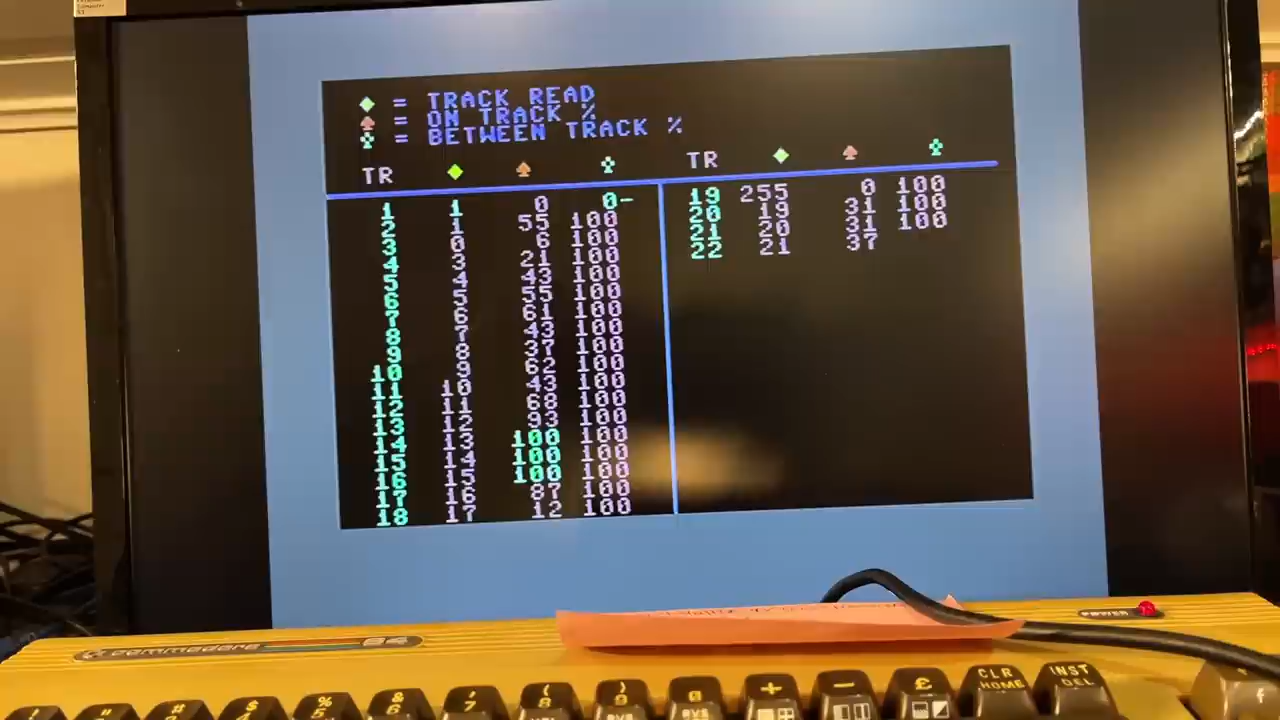 ◆ = TRACK READ
♠ = ON TRACK %
♣ = BETWEEN TRACK %
TR ◆ ♠ ♣ TR ◆ ♠ ♣
1 1 0 0- 19 255 0 100
2 1 55 100 20 19 31 100
3 0 6 100 21 20 31 100
4 3 21 100 22 21 37
5 4 43 100
6 5 55 100
7 6 61 100
8 7 43 100
9 8 37 100
10 9 62 100
11 10 43 100
12 11 68 100
13 12 93 100
14 13 100 100
15 14 100 100
16 15 100 100
17 16 87 100
18 17 12 100
commodore 64
POWER
! " # $ % & ' ( ) 0 + - £ CLR HOME INST DEL
f